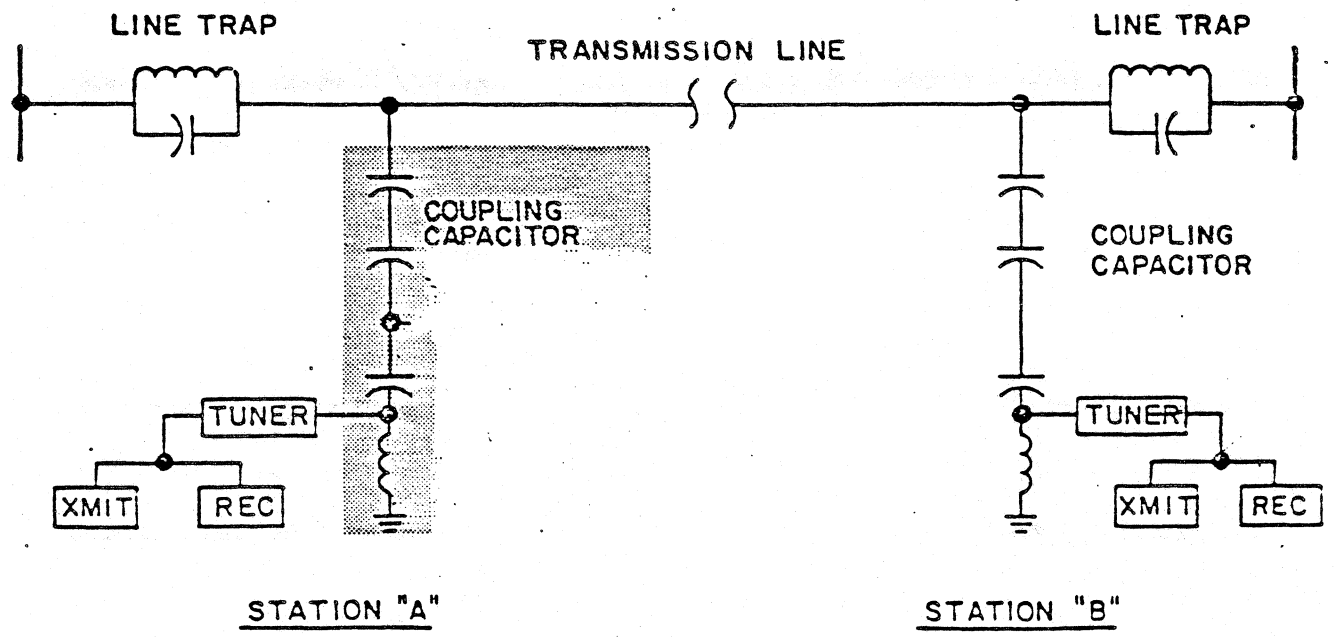 LINE TRAP
TRANSMISSION LINE
LINE TRAP
COUPLING
CAPACITOR
COUPLING
CAPACITOR
TUNER
XMIT
REC
TUNER
XMIT
REC
STATION "A"
STATION "B"